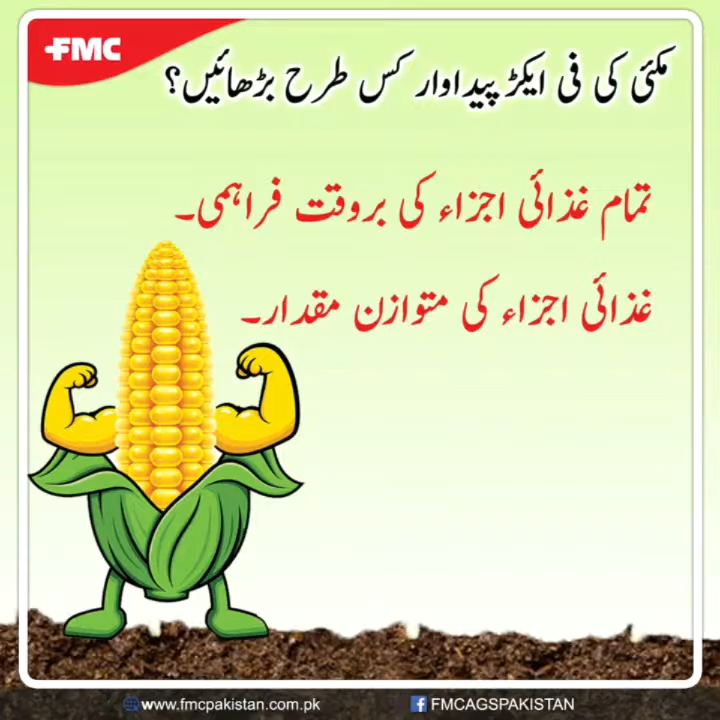 FMC
مکئی کی فی ایکڑ پیداوار کس طرح بڑھائیں؟
تمام غذائی اجزاء کی بروقت فراہمی۔
غذائی اجزاء کی متوازن مقدار۔
www.fmcpakistan.com.pk
FMCAGSPAKISTAN